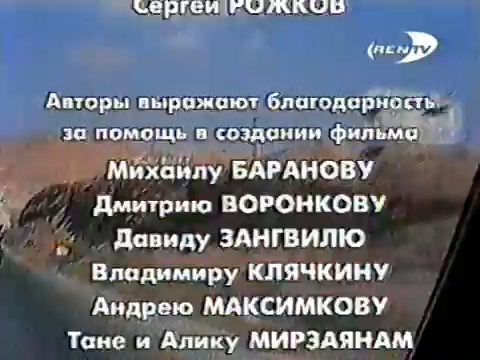 Сергей РОЖКОВ
REN TV
Авторы выражают благодарность
за помощь в создании фильма
Михаилу БАРАНОВУ
Дмитрию ВОРОНКОВУ
Давиду ЗАНГВИЛЮ
Владимиру КЛЯЧКИНУ
Андрею МАКСИМКОВУ
Тане и Алику МИРЗАЯНАМ